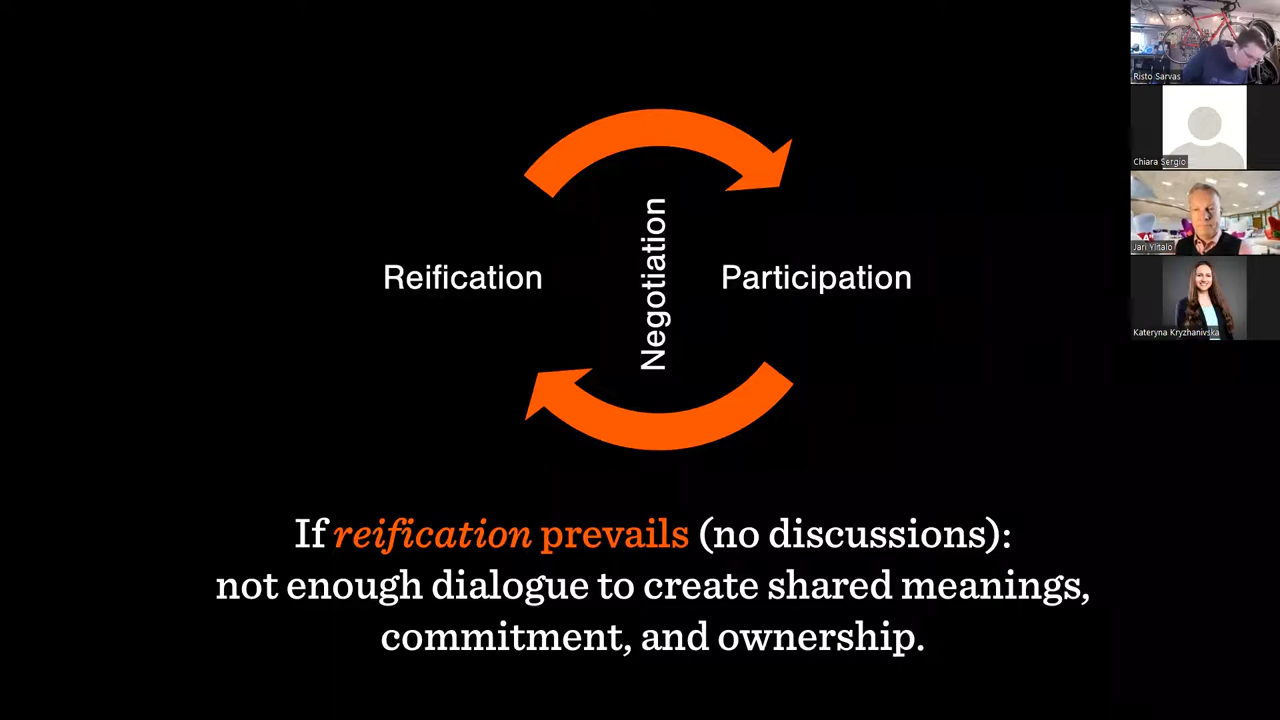 Reification
Negotiation
Participation
If reification prevails (no discussions):
not enough dialogue to create shared meanings,
commitment, and ownership.
Risto Sarvas
Chiara Sergio
Jari Ylitalo
Kateryna Kryzhanivska